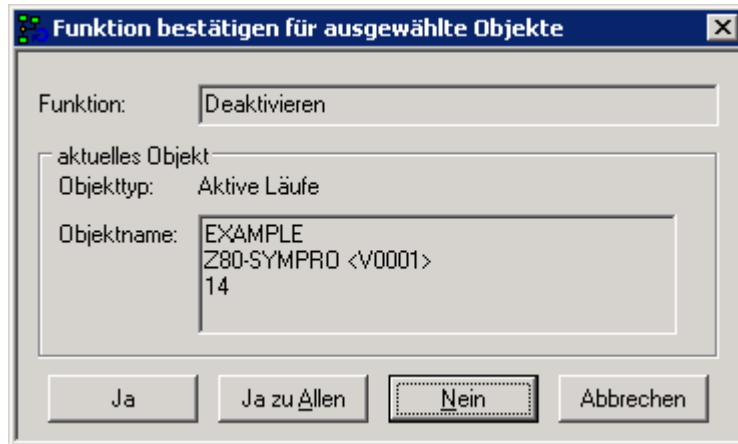 Funktion bestätigen für ausgewählte Objekte
Funktion: Deaktivieren
aktuelles Objekt
Objekttyp: Aktive Läufe
Objektname: EXAMPLE
Z80-SYMPRO <V0001>
14
Ja Ja zu Allen Nein Abbrechen